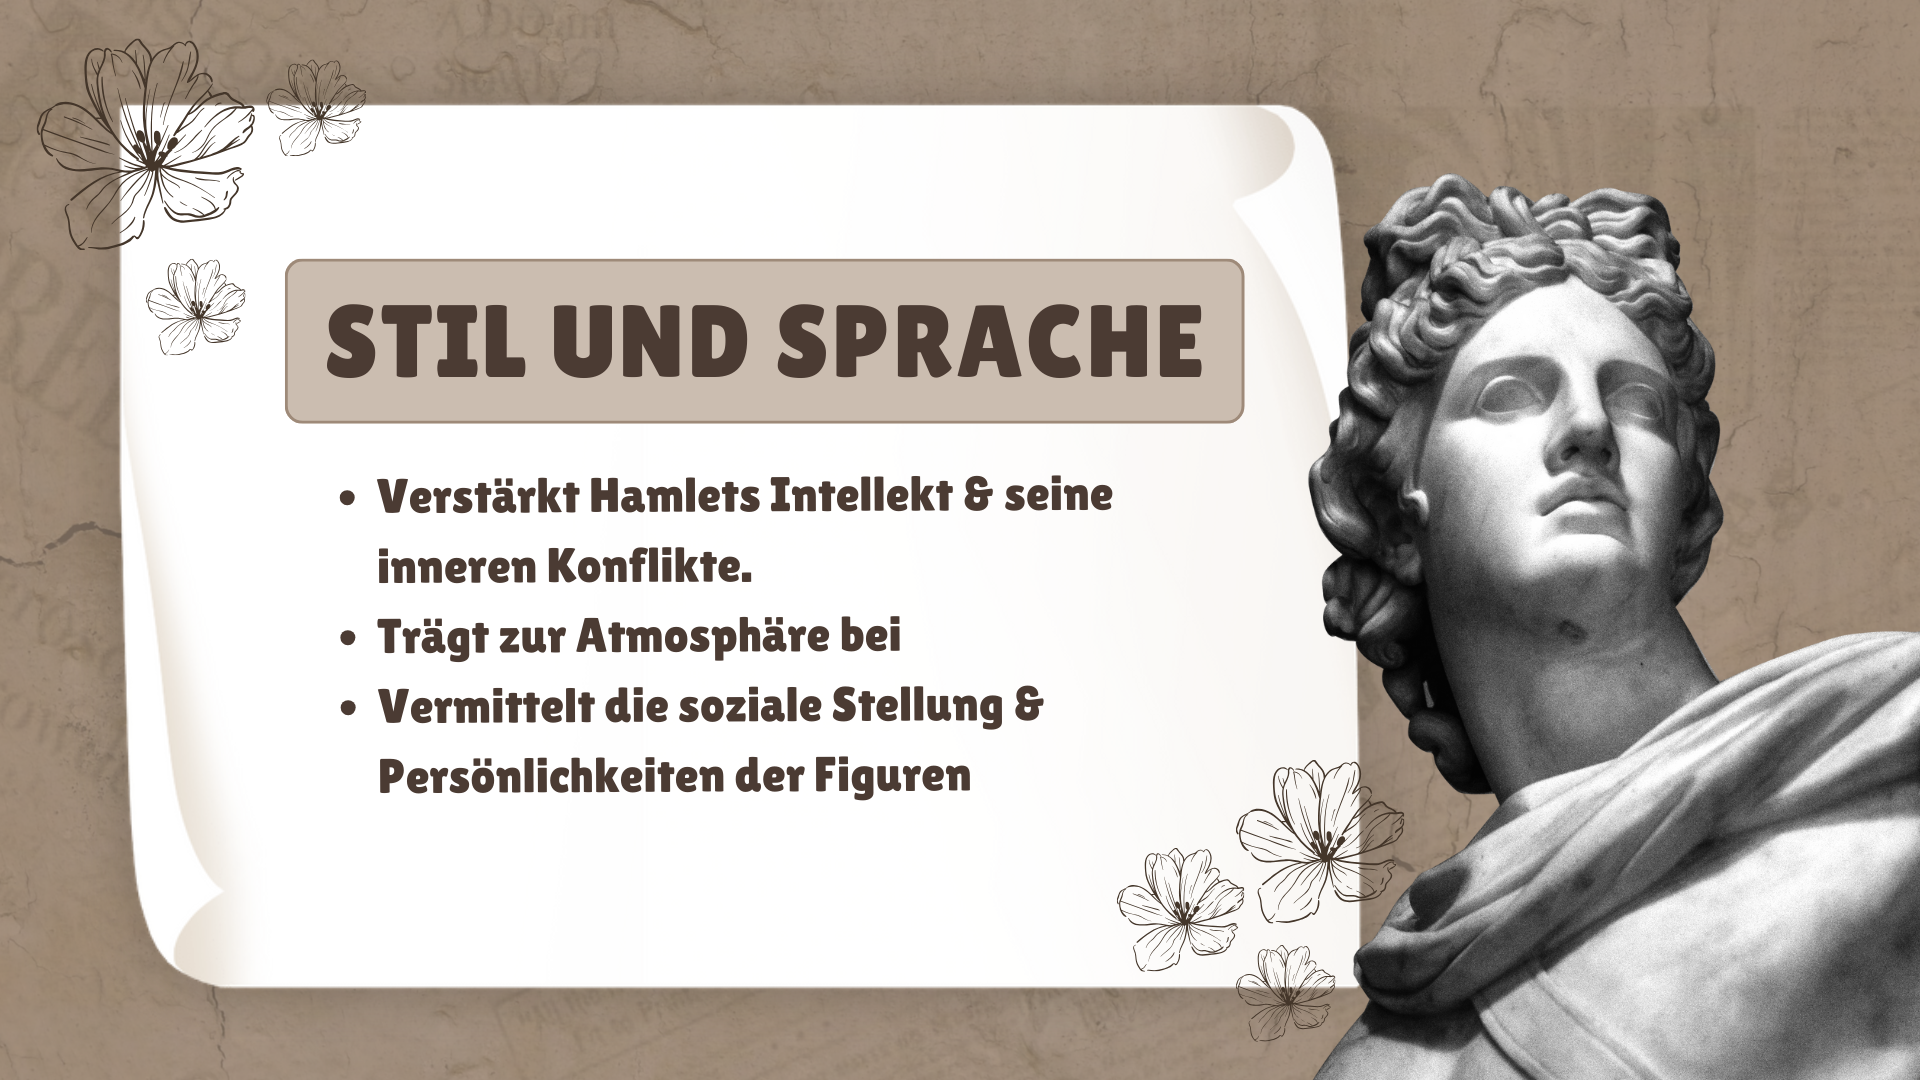 STIL UND SPRACHE
• Verstärkt Hamlets Intellekt & seine
inneren Konflikte.
• Trägt zur Atmosphäre bei
• Vermittelt die soziale Stellung &
Persönlichkeiten der Figuren